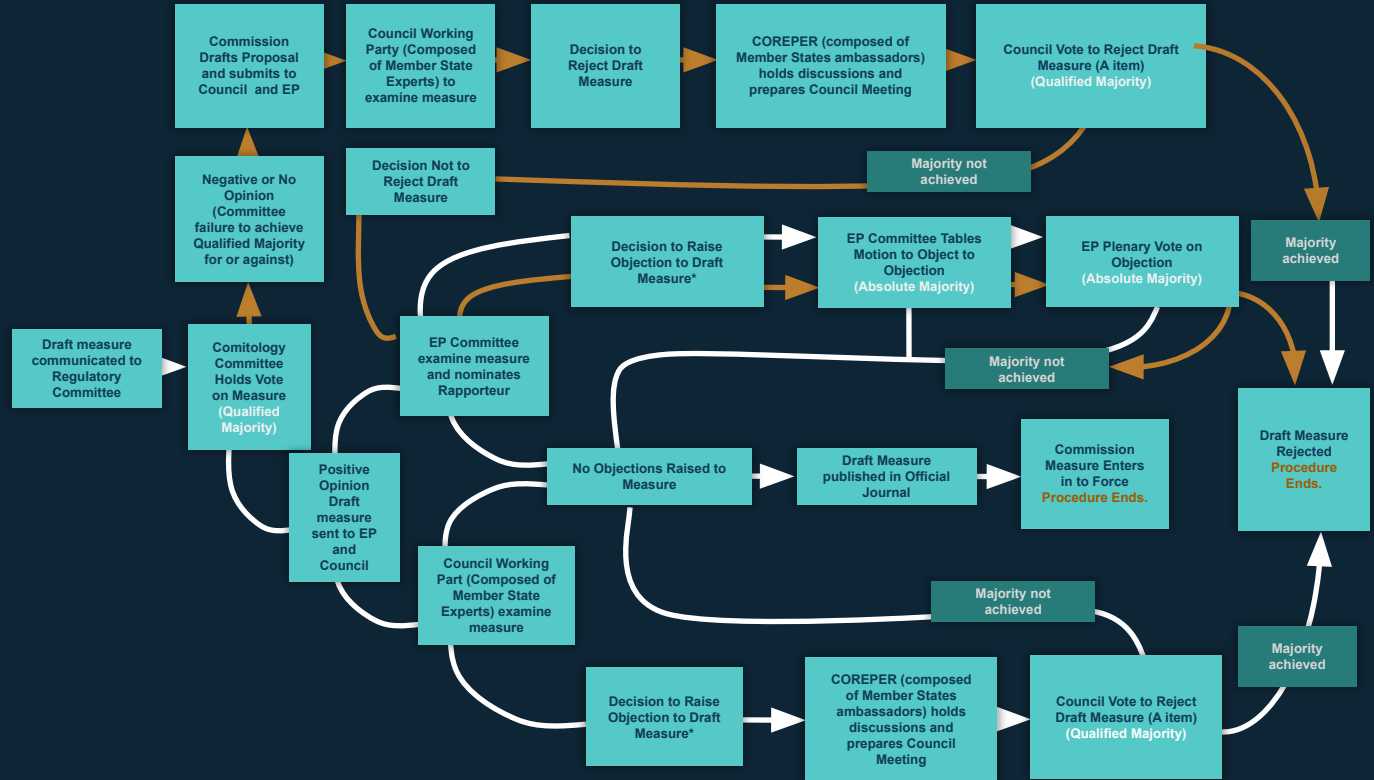 Commission
Drafts Proposal
and submits to
Council and EP
Council Working
Party (Composed
of Member State
Experts) to
examine measure
Decision to
Reject Draft
Measure
COREPER (composed of
Member States ambassadors)
holds discussions and
prepares Council Meeting
Council Vote to Reject Draft
Measure (A item)
(Qualified Majority)
Negative or No
Opinion
(Committee
failure to achieve
Qualified Majority
for or against)
Decision Not to
Reject Draft
Measure
Majority not
achieved
Decision to Raise
Objection to Draft
Measure*
EP Committee Tables
Motion to Object to
Objection
(Absolute Majority)
EP Plenary Vote on
Objection
(Absolute Majority)
Majority
achieved
Draft measure
communicated to
Regulatory
Committee
Comitology
Committee
Holds Vote
on Measure
(Qualified
Majority)
EP Committee
examine measure
and nominates
Rapporteur
Majority not
achieved
Positive
Opinion
Draft
measure
sent to EP
and
Council
No Objections Raised to
Measure
Draft Measure
published in Official
Journal
Commission
Measure Enters
in to Force
Procedure Ends.
Draft Measure
Rejected
Procedure
Ends.
Council Working
Part (Composed of
Member State
Experts) examine
measure
Majority not
achieved
Majority
achieved
Decision to Raise
Objection to Draft
Measure*
COREPER (composed
of Member States
ambassadors) holds
discussions and
prepares Council
Meeting
Council Vote to Reject
Draft Measure (A item)
(Qualified Majority)